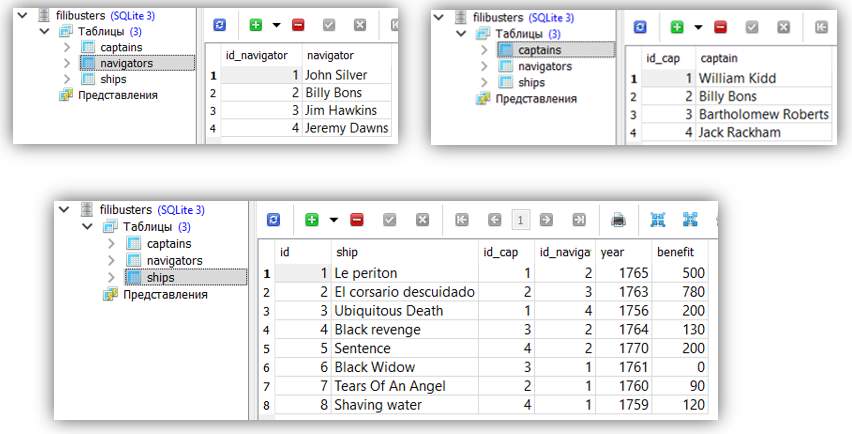 filibusters (SQLite 3)
Таблицы (3)
captains
navigators
ships
Представления
id_navigator navigator
1 1 John Silver
2 2 Billy Bons
3 3 Jim Hawkins
4 4 Jeremy Dawns
filibusters (SQLite 3)
Таблицы (3)
captains
navigators
ships
Представления
id_cap captain
1 1 William Kidd
2 2 Billy Bons
3 3 Bartholomew Roberts
4 4 Jack Rackham
filibusters (SQLite 3)
Таблицы (3)
captains
navigators
ships
Представления
1
id ship id_cap id_navigat year benefit
1 1 Le periton 1 2 1765 500
2 2 El corsario descuidado 2 3 1763 780
3 3 Ubiquitous Death 1 4 1756 200
4 4 Black revenge 3 2 1764 130
5 5 Sentence 4 2 1770 200
6 6 Black Widow 3 1 1761 0
7 7 Tears Of An Angel 2 1 1760 90
8 8 Shaving water 4 1 1759 120